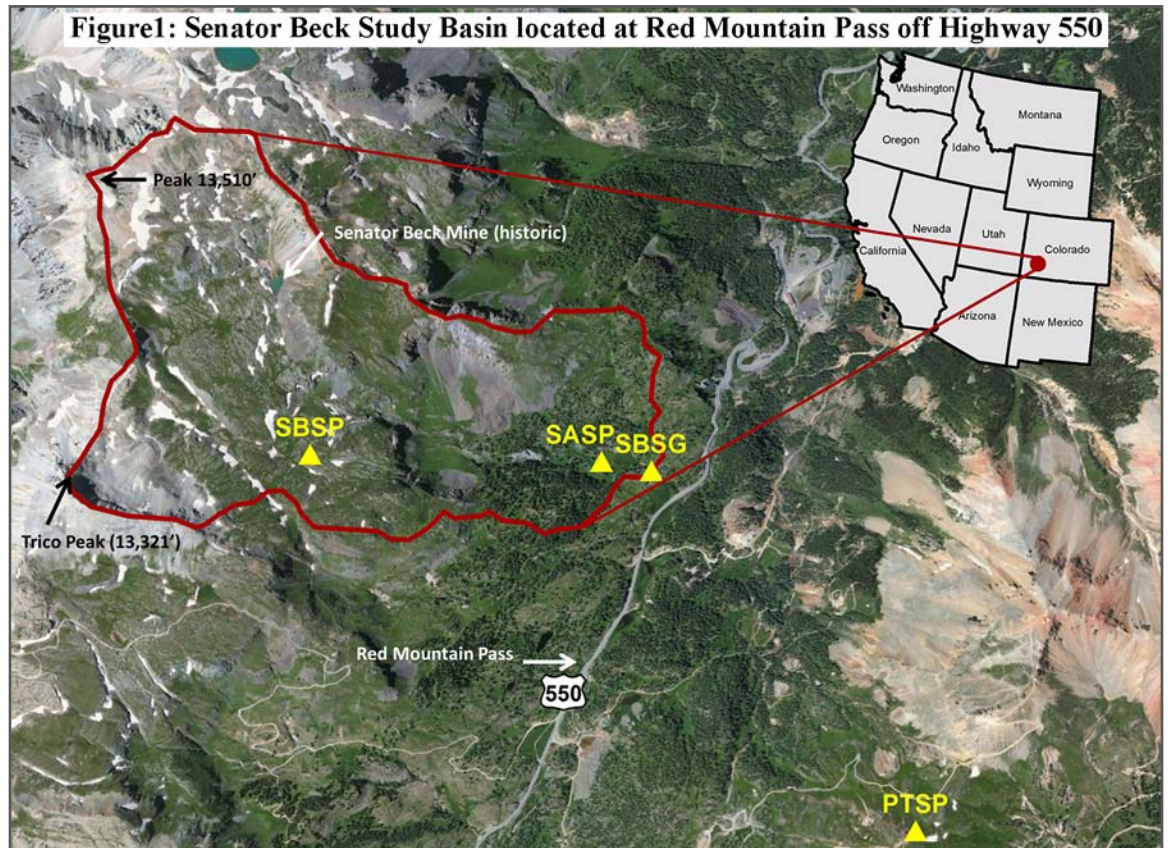 Figure1: Senator Beck Study Basin located at Red Mountain Pass off Highway 550
Washington
Montana
Oregon
Idaho
Wyoming
Nevada
Utah
Colorado
California
Arizona
New Mexico
Peak 13,510’
Senator Beck Mine (historic)
SBSP
SASP
SBSG
Trico Peak (13,321’)
Red Mountain Pass
550
PTSP